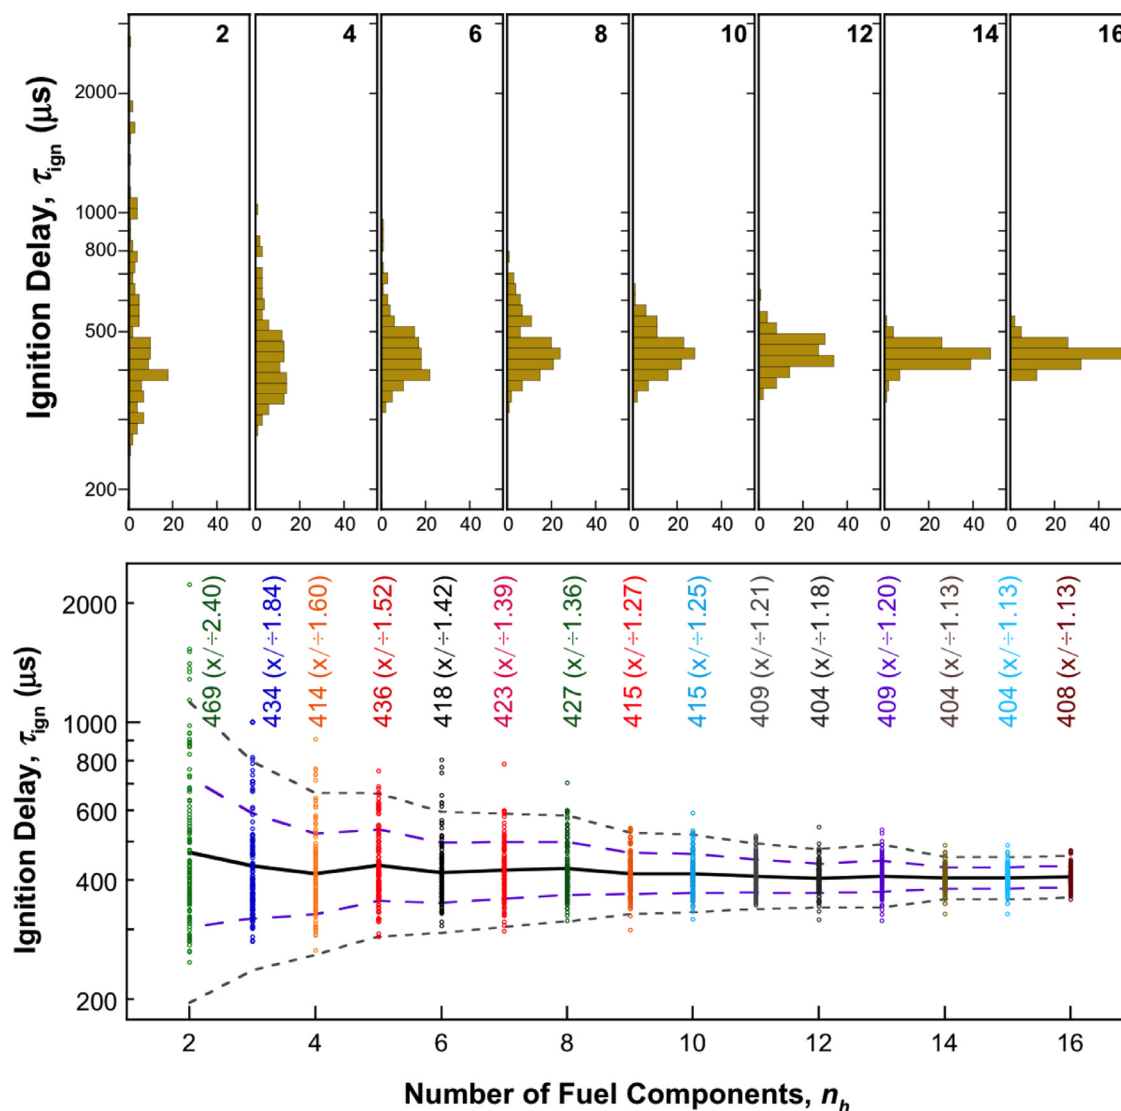 2 4 6 8 10 12 14 16
Ignition Delay, τign (μs)
2000
1000
800
500
200
0 20 40 0 20 40 0 20 40 0 20 40 0 20 40 0 20 40 0 20 40 0 20 40
Ignition Delay, τign (μs)
2000
1000
800
600
400
200
469 (x/÷2.40)
434 (x/÷1.84)
414 (x/÷1.60)
436 (x/÷1.52)
418 (x/÷1.42)
423 (x/÷1.39)
427 (x/÷1.36)
415 (x/÷1.27)
415 (x/÷1.25)
409 (x/÷1.21)
404 (x/÷1.18)
409 (x/÷1.20)
404 (x/÷1.13)
404 (x/÷1.13)
408 (x/÷1.13)
2 4 6 8 10 12 14 16
Number of Fuel Components, nh